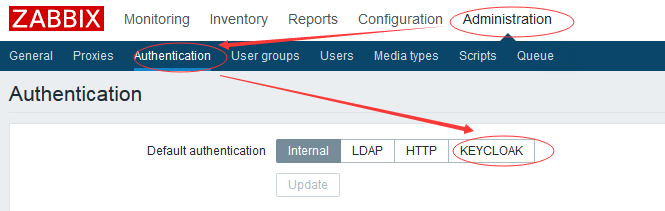 ZABBIX Monitoring Inventory Reports Configuration Administration
General Proxies Authentication User groups Users Media types Scripts Queue
Authentication
Default authentication Internal LDAP HTTP KEYCLOAK
Update